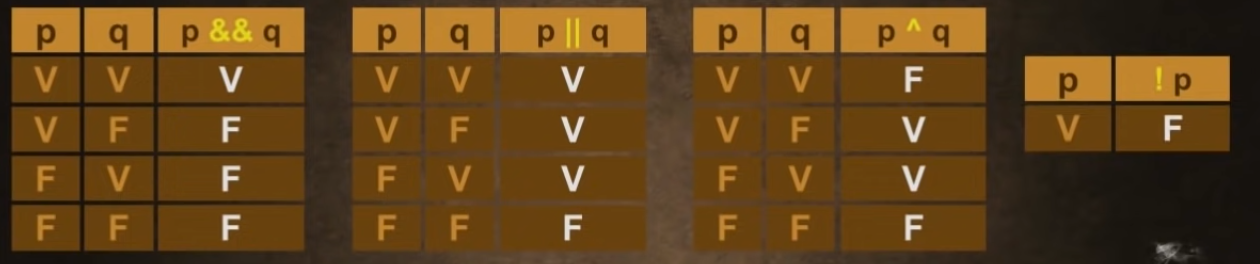 p q p && q
V V V
V F F
F V F
F F F
p q p || q
V V V
V F V
F V V
F F F
p q p ^ q
V V F
V F V
F V V
F F F
p ! p
V F